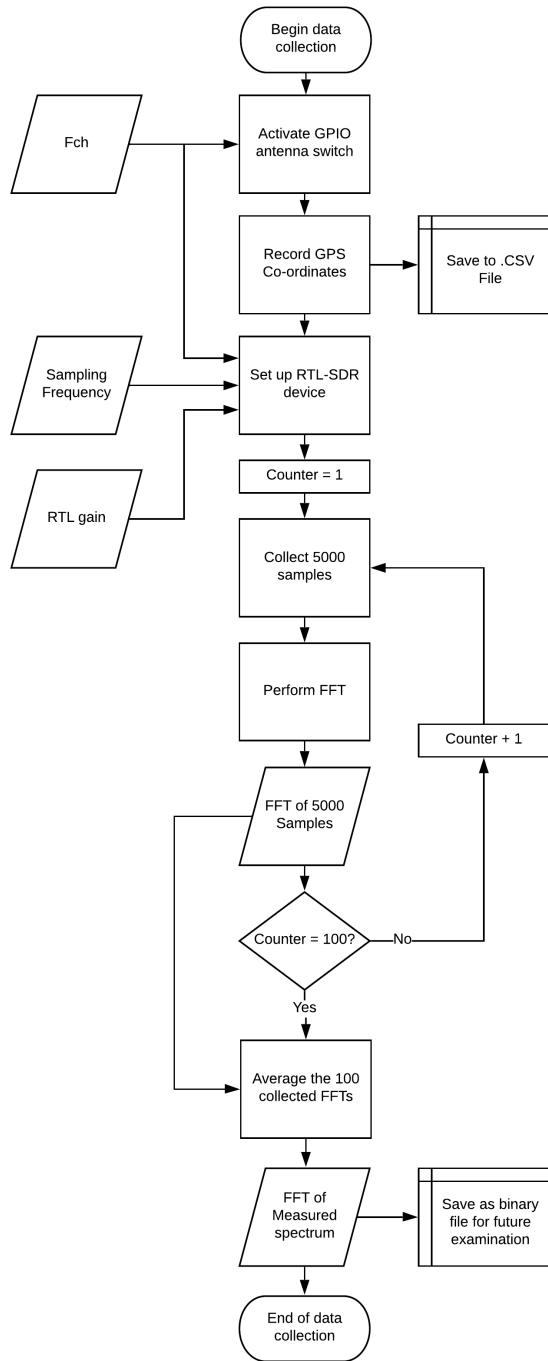 Begin data
collection
Fch
Activate GPIO
antenna switch
Record GPS
Co-ordinates
Save to .CSV
File
Sampling
Frequency
Set up RTL-SDR
device
RTL gain
Counter = 1
Collect 5000
samples
Perform FFT
Counter + 1
FFT of 5000
Samples
Counter = 100?
No
Yes
Average the 100
collected FFTs
FFT of
Measured
spectrum
Save as binary
file for future
examination
End of data
collection